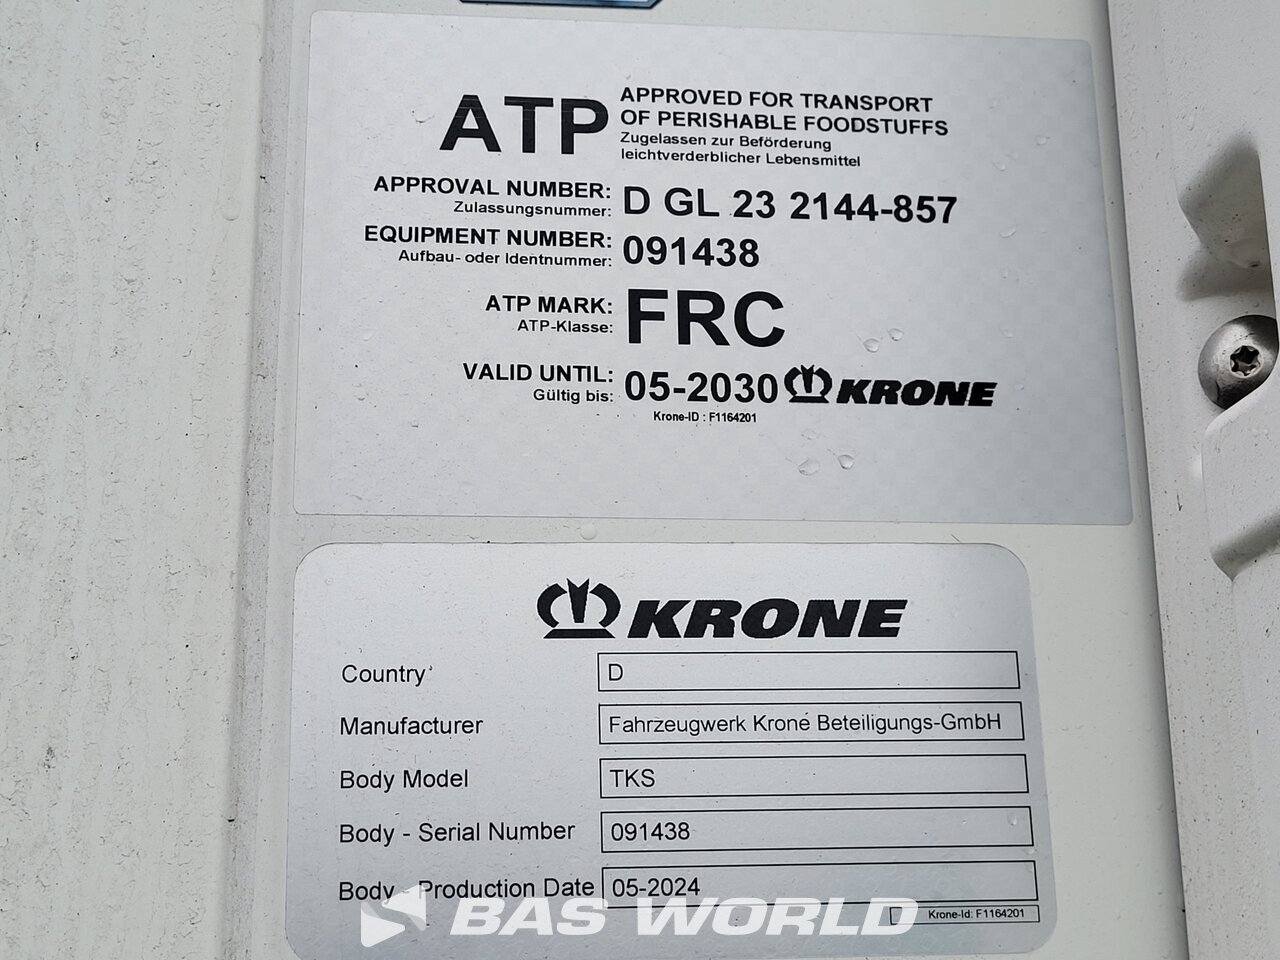 ATP APPROVED FOR TRANSPORT
OF PERISHABLE FOODSTUFFS
Zugelassen zur Beförderung
leichtverderblicher Lebensmittel
APPROVAL NUMBER: D GL 23 2144-857
Zulassungsnummer:
EQUIPMENT NUMBER: 091438
Aufbau- oder Identnummer:
ATP MARK: FRC
ATP-Klasse:
VALID UNTIL: 05-2030 KRONE
Gültig bis:
Krone-ID : F1164201
KRONE
Country D
Manufacturer Fahrzeugwerk Krone Beteiligungs-GmbH
Body Model TKS
Body - Serial Number 091438
Body - Production Date 05-2024
Krone-Id: F1164201
BAS WORLD